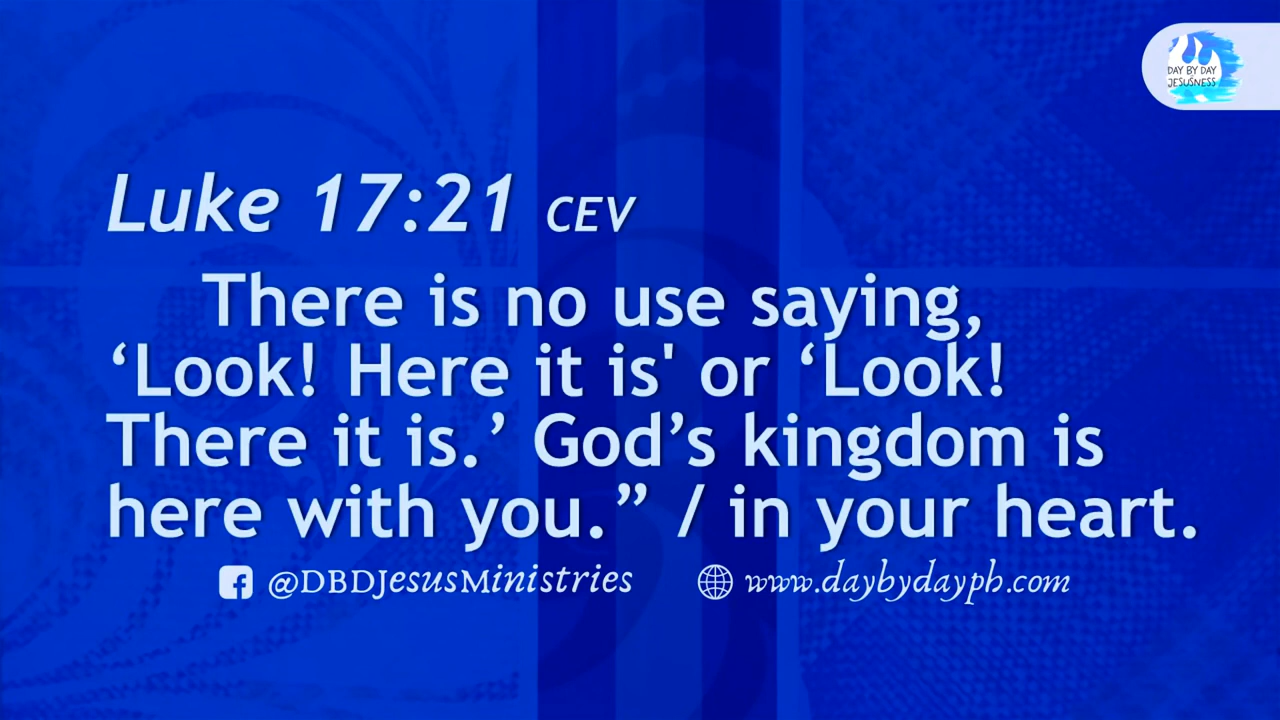 DAY BY DAY
JESUSNESS
Luke 17:21 CEV
There is no use saying,
‘Look! Here it is' or ‘Look!
There it is.’ God’s kingdom is
here with you.” / in your heart.
@DBDJesusMinistries www.daybydayph.com